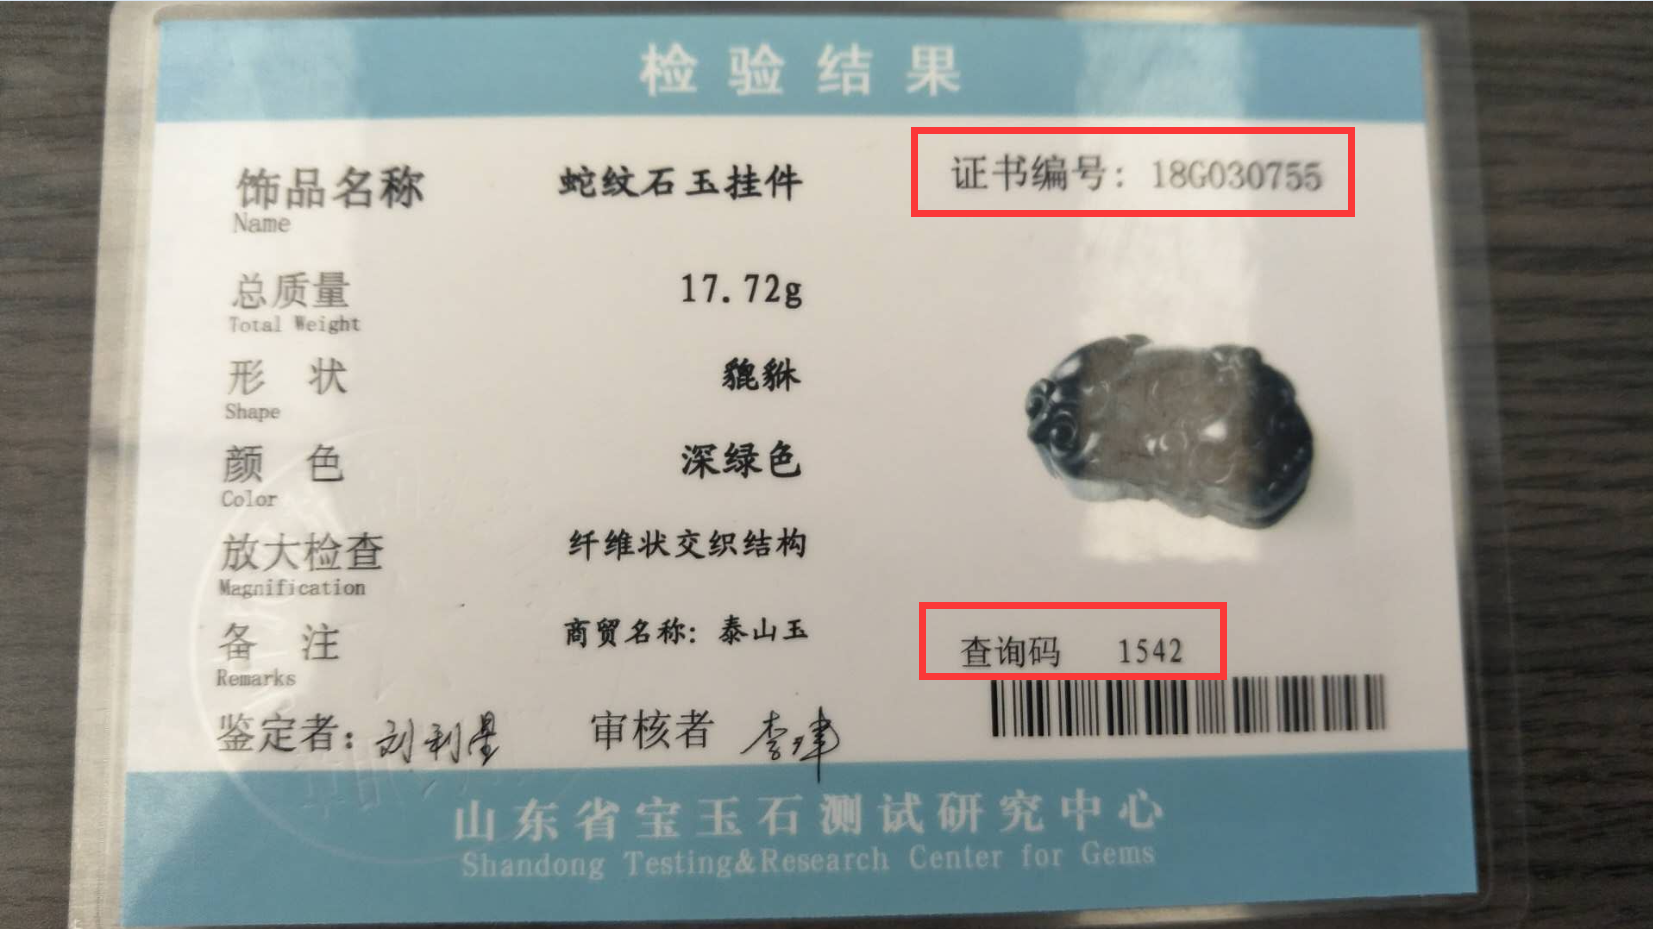 检验结果
饰品名称 蛇纹石玉挂件 证书编号: 18G030755
Name
总质量 17.72g
Total Weight
形状 貔貅
Shape
颜色 深绿色
Color
放大检查 纤维状交织结构
Magnification
备注 商贸名称: 泰山玉 查询码 1542
Remarks
鉴定者: 刘利 审核者 李
山东省宝玉石测试研究中心
Shandong Testing&Research Center for Gems